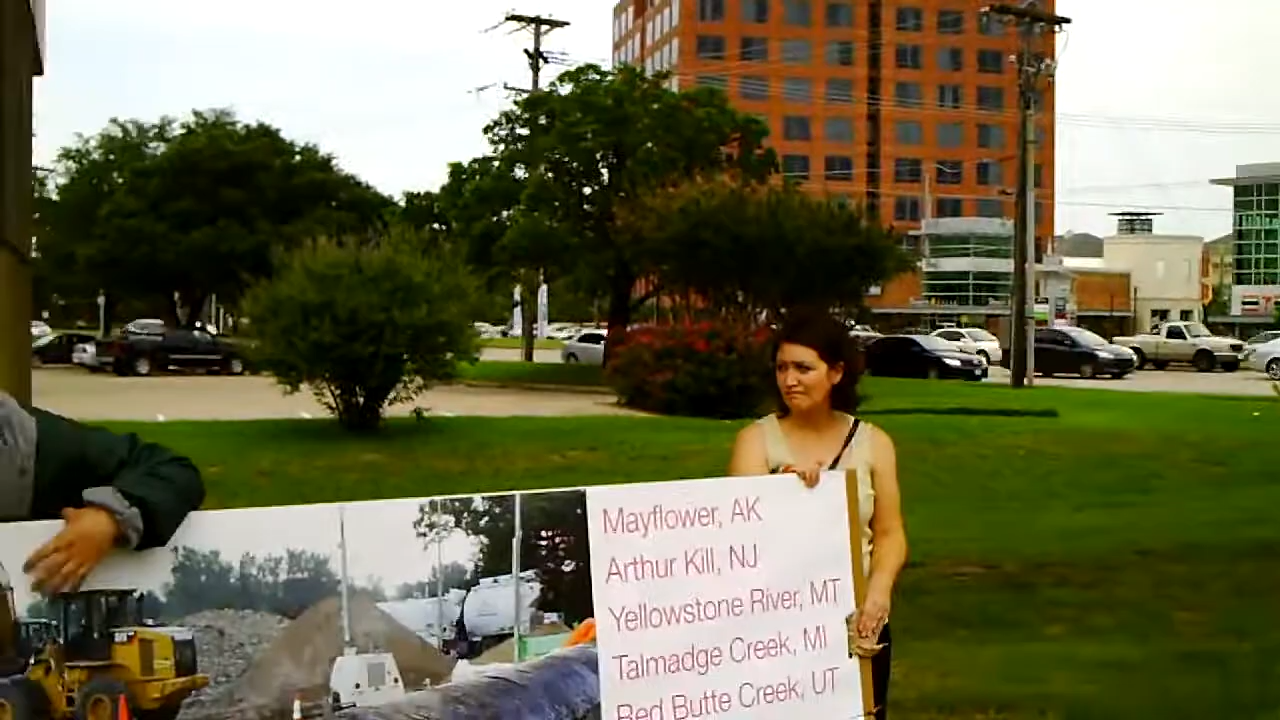 Mayflower, AK
Arthur Kill, NJ
Yellowstone River, MT
Talmadge Creek, MI
Red Butte Creek, UT